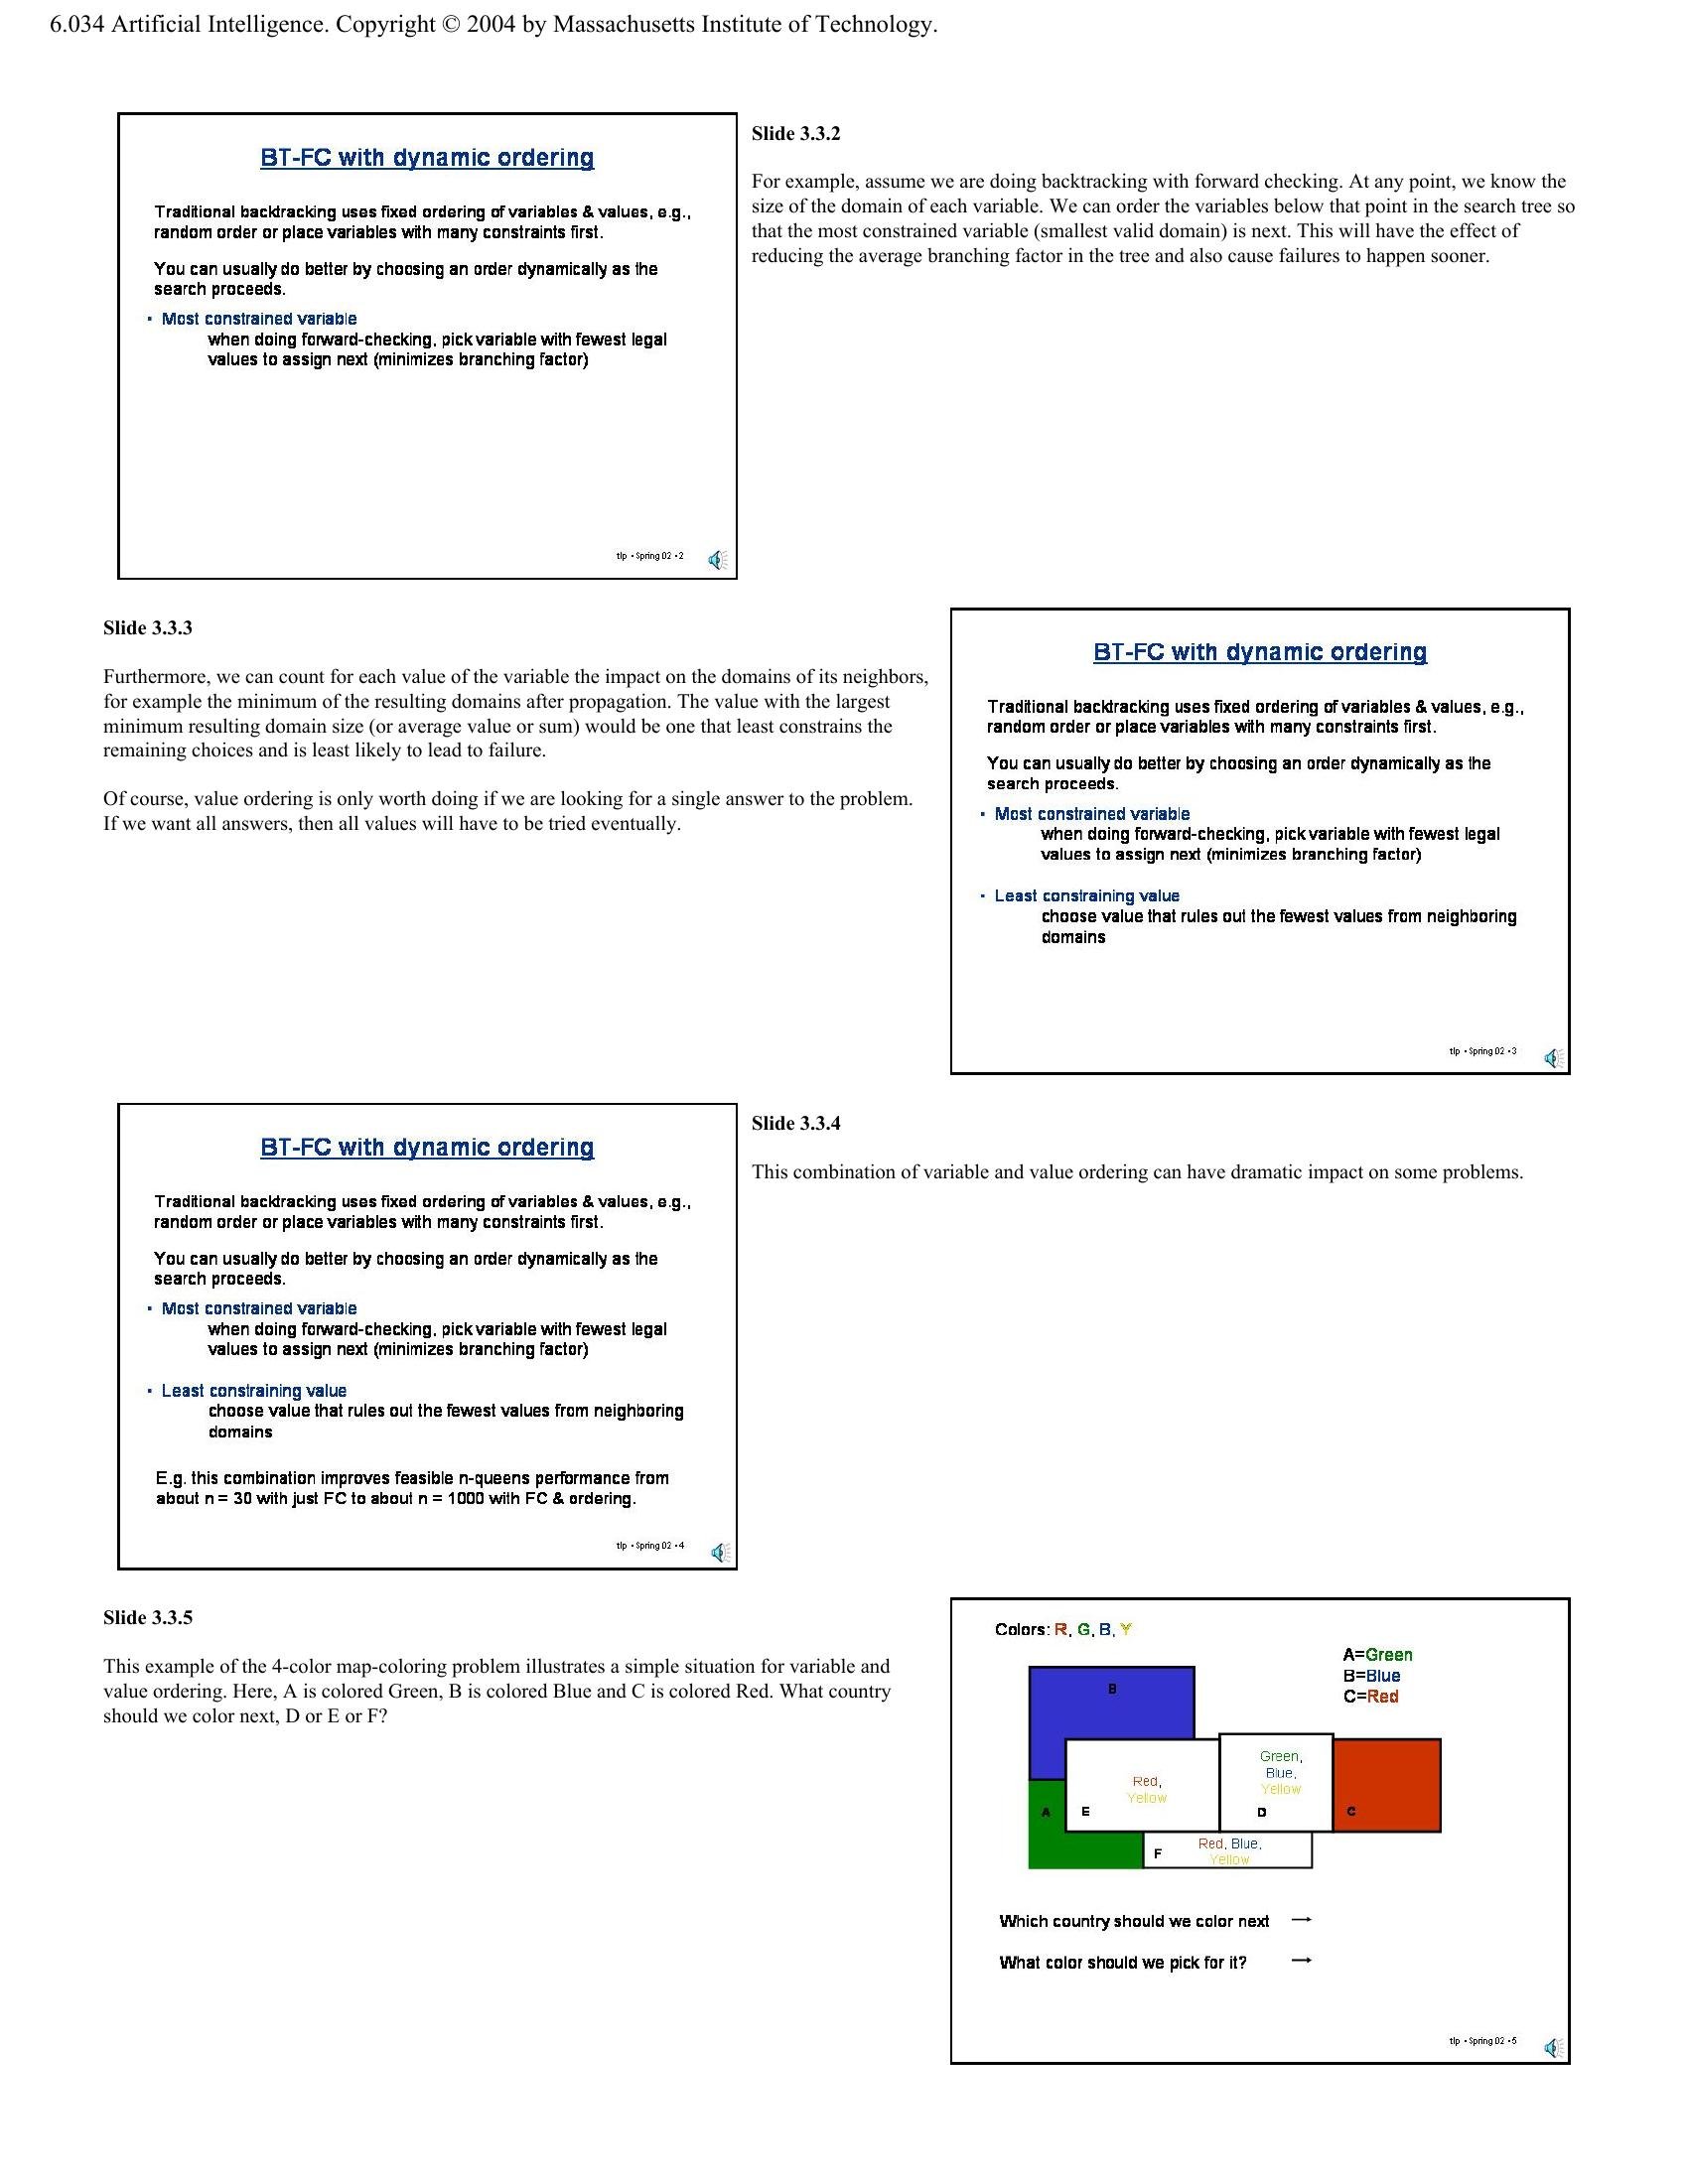 6.034 Artificial Intelligence. Copyright © 2004 by Massachusetts Institute of Technology.
BT-FC with dynamic ordering
Traditional backtracking uses fixed ordering of variables & values, e.g.,
random order or place variables with many constraints first.
You can usually do better by choosing an order dynamically as the
search proceeds.
• Most constrained variable
when doing forward-checking, pick variable with fewest legal
values to assign next (minimizes branching factor)
tlp • Spring 02 • 2
Slide 3.3.2
For example, assume we are doing backtracking with forward checking. At any point, we know the
size of the domain of each variable. We can order the variables below that point in the search tree so
that the most constrained variable (smallest valid domain) is next. This will have the effect of
reducing the average branching factor in the tree and also cause failures to happen sooner.
Slide 3.3.3
Furthermore, we can count for each value of the variable the impact on the domains of its neighbors,
for example the minimum of the resulting domains after propagation. The value with the largest
minimum resulting domain size (or average value or sum) would be one that least constrains the
remaining choices and is least likely to lead to failure.
Of course, value ordering is only worth doing if we are looking for a single answer to the problem.
If we want all answers, then all values will have to be tried eventually.
BT-FC with dynamic ordering
Traditional backtracking uses fixed ordering of variables & values, e.g.,
random order or place variables with many constraints first.
You can usually do better by choosing an order dynamically as the
search proceeds.
• Most constrained variable
when doing forward-checking, pick variable with fewest legal
values to assign next (minimizes branching factor)
• Least constraining value
choose value that rules out the fewest values from neighboring
domains
tlp • Spring 02 • 3
BT-FC with dynamic ordering
Traditional backtracking uses fixed ordering of variables & values, e.g.,
random order or place variables with many constraints first.
You can usually do better by choosing an order dynamically as the
search proceeds.
• Most constrained variable
when doing forward-checking, pick variable with fewest legal
values to assign next (minimizes branching factor)
• Least constraining value
choose value that rules out the fewest values from neighboring
domains
E.g. this combination improves feasible n-queens performance from
about n = 30 with just FC to about n = 1000 with FC & ordering.
tlp • Spring 02 • 4
Slide 3.3.4
This combination of variable and value ordering can have dramatic impact on some problems.
Slide 3.3.5
This example of the 4-color map-coloring problem illustrates a simple situation for variable and
value ordering. Here, A is colored Green, B is colored Blue and C is colored Red. What country
should we color next, D or E or F?
Colors: R, G, B, Y
A=Green
B=Blue
C=Red
B
Green,
Blue,
Yellow
Red,
Yellow
A E D C
Red, Blue,
Yellow
F
Which country should we color next →
What color should we pick for it? →
tlp • Spring 02 • 5